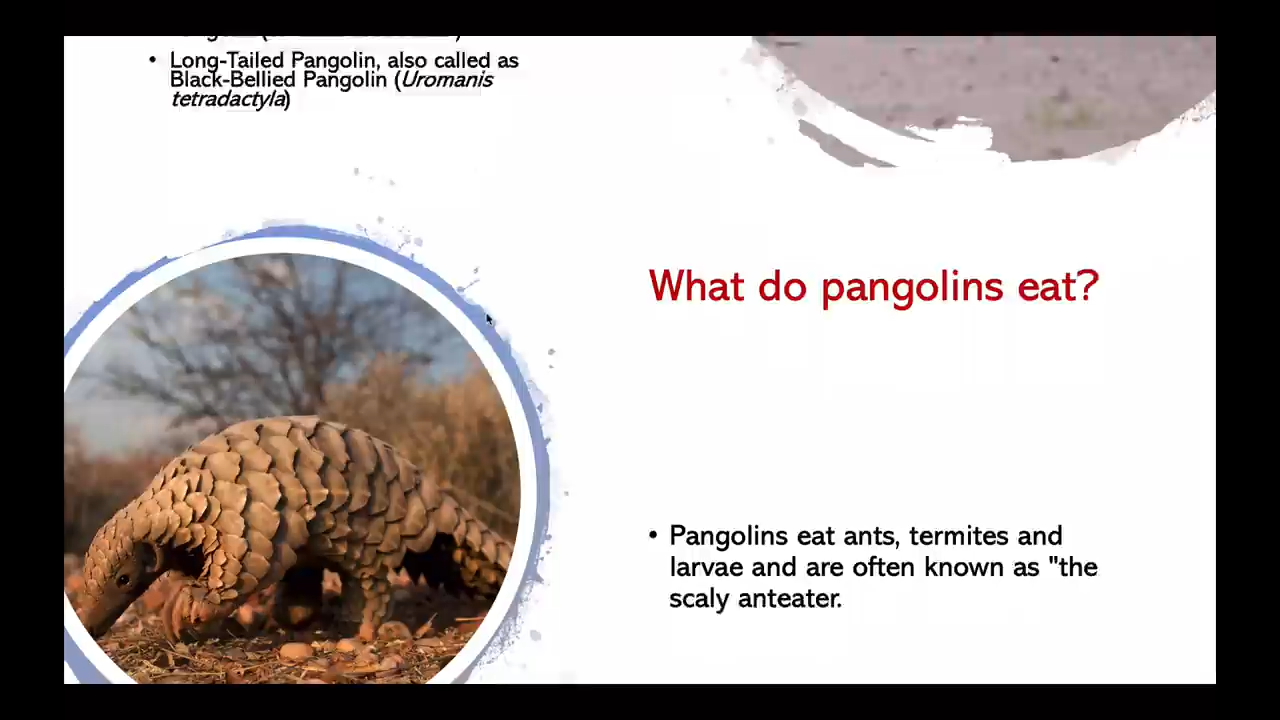 • Long-Tailed Pangolin, also called as
Black-Bellied Pangolin (Uromanis
tetradactyla)
What do pangolins eat?
• Pangolins eat ants, termites and
larvae and are often known as "the
scaly anteater.